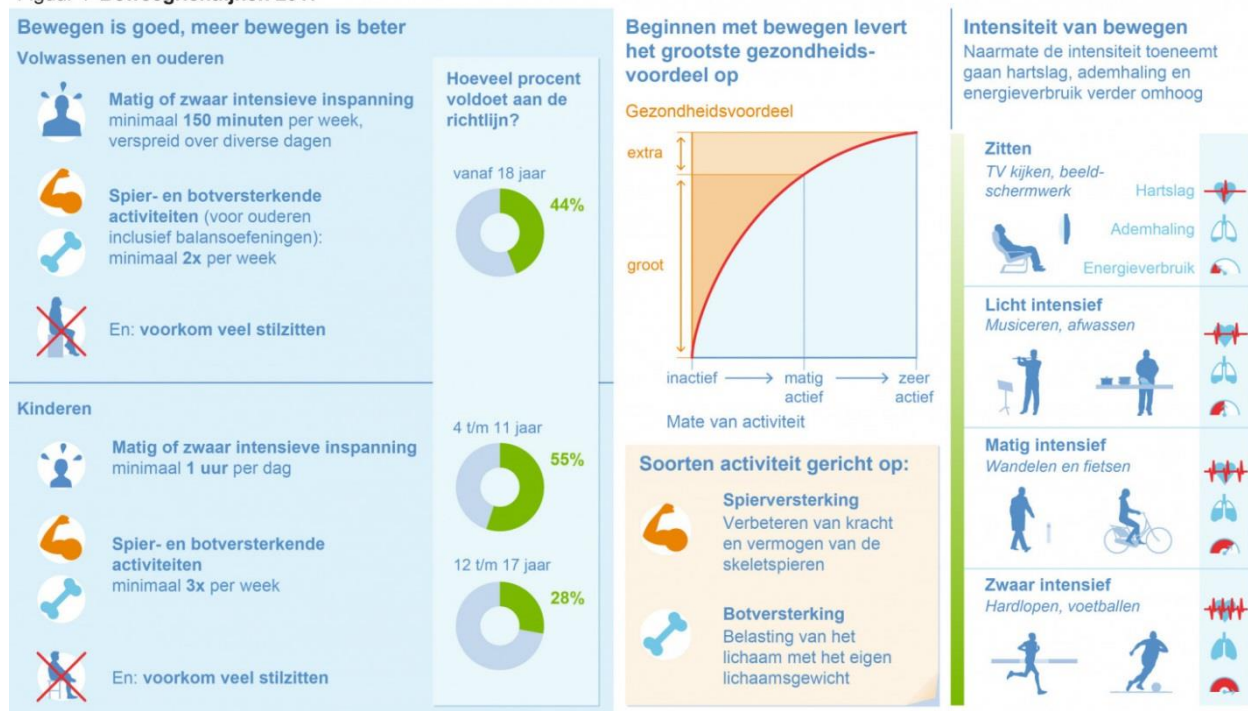 Bewegen is goed, meer bewegen is beter
Volwassenen en ouderen
Matig of zwaar intensieve inspanning
minimaal 150 minuten per week,
verspreid over diverse dagen
Spier- en botversterkende
activiteiten (voor ouderen
inclusief balansoefeningen):
minimaal 2x per week
En: voorkom veel stilzitten
Hoeveel procent
voldoet aan de
richtlijn?
vanaf 18 jaar
44%
Kinderen
Matig of zwaar intensieve inspanning
minimaal 1 uur per dag
Spier- en botversterkende
activiteiten
minimaal 3x per week
En: voorkom veel stilzitten
4 t/m 11 jaar
55%
12 t/m 17 jaar
28%
Beginnen met bewegen levert
het grootste gezondheids-
voordeel op
Gezondheidsvoordeel
extra
groot
inactief
matig
actief
zeer
actief
Mate van activiteit
Soorten activiteit gericht op:
Spierversterking
Verbeteren van kracht
en vermogen van de
skeletspieren
Botversterking
Belasting van het
lichaam met het eigen
lichaamsgewicht
Intensiteit van bewegen
Naarmate de intensiteit toeneemt
gaan hartslag, ademhaling en
energieverbruik verder omhoog
Zitten
TV kijken, beeld-
schermwerk
Hartslag
Ademhaling
Energieverbruik
Licht intensief
Musiceren, afwassen
Matig intensief
Wandelen en fietsen
Zwaar intensief
Hardlopen, voetballen